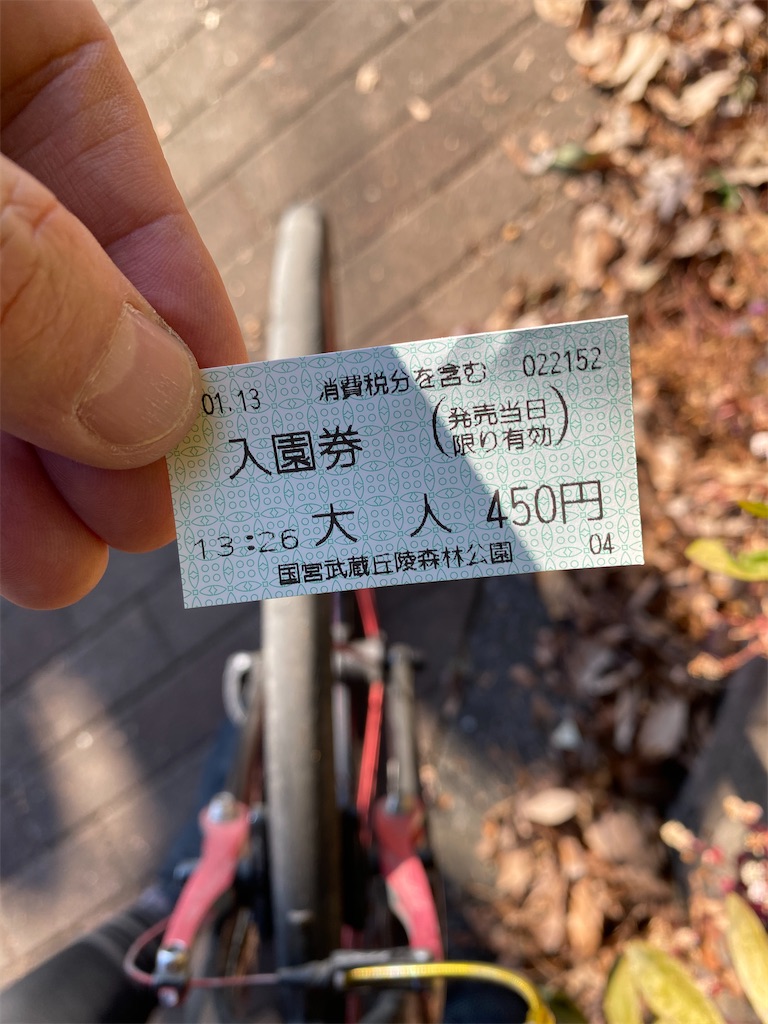 01.13 消費税分を含む 022152
入園券 (発売当日
限り有効)
13:26 大人 450円
国営武蔵丘陵森林公園 04